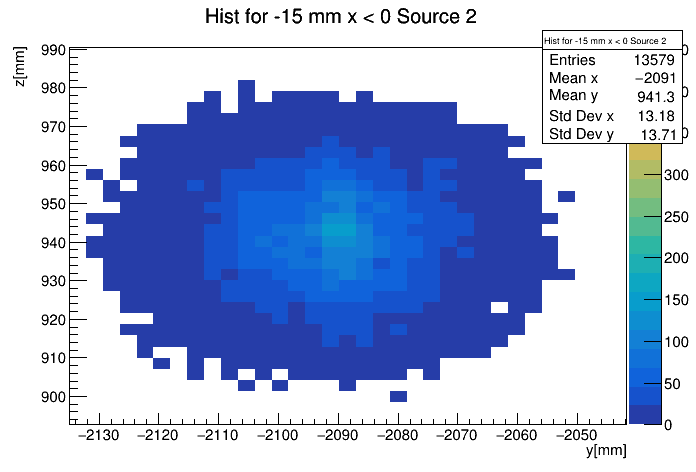 Hist for -15 mm x < 0 Source 2
Hist for -15 mm x < 0 Source 2
Entries 13579
Mean x −2091
Mean y 941.3
Std Dev x 13.18
Std Dev y 13.71
z[mm]
990
980
970
960
950
940
930
920
910
900
−2130 −2120 −2110 −2100 −2090 −2080 −2070 −2060 −2050
y[mm]
0
0
300
250
200
150
100
50
0